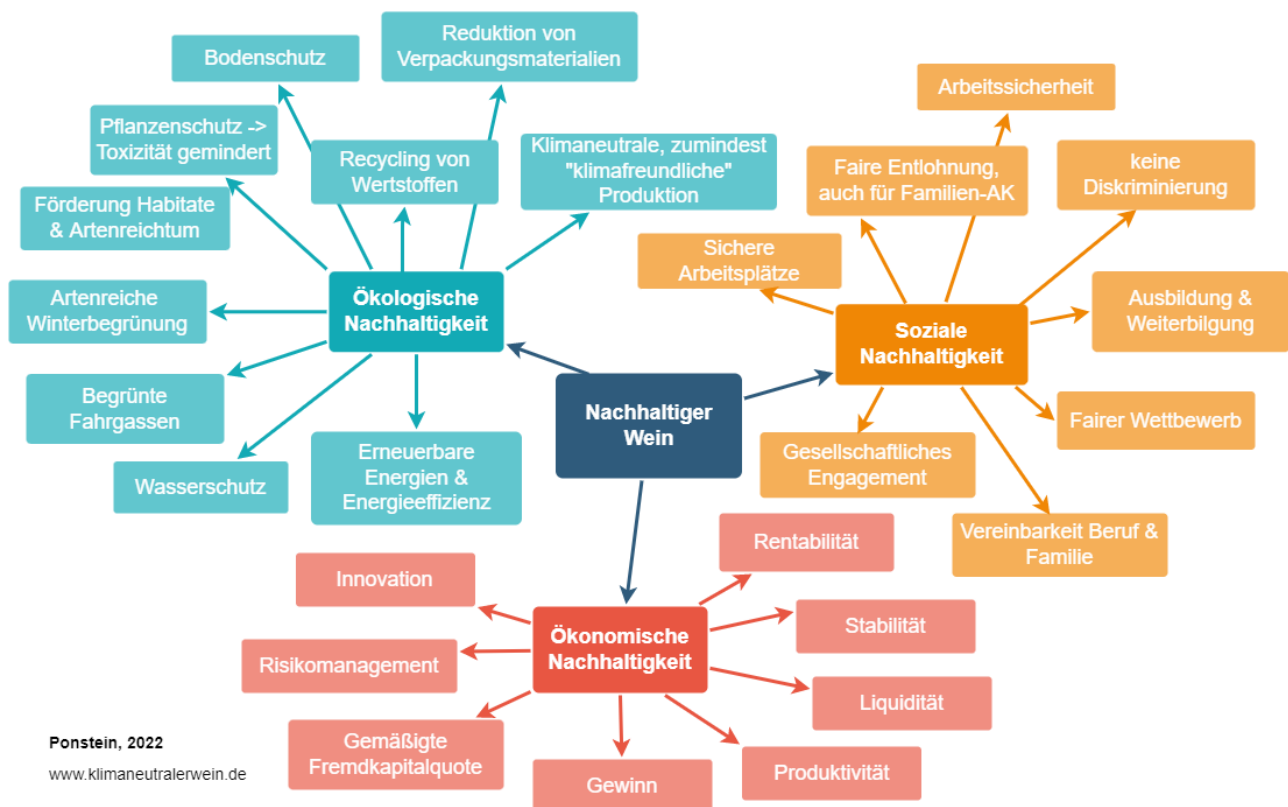 Bodenschutz
Reduktion von
Verpackungsmaterialien
Pflanzenschutz ->
Toxizität gemindert
Recycling von
Wertstoffen
Klimaneutrale, zumindest
"klimafreundliche"
Produktion
Förderung Habitate
& Artenreichtum
Artenreiche
Winterbegrünung
Ökologische
Nachhaltigkeit
Begrünte
Fahrgassen
Wasserschutz
Erneuerbare
Energien &
Energieeffizienz
Nachhaltiger
Wein
Arbeitssicherheit
Faire Entlohnung,
auch für Familien-AK
keine
Diskriminierung
Sichere
Arbeitsplätze
Soziale
Nachhaltigkeit
Ausbildung &
Weiterbilgung
Fairer Wettbewerb
Gesellschaftliches
Engagement
Vereinbarkeit Beruf &
Familie
Rentabilität
Innovation
Ökonomische
Nachhaltigkeit
Stabilität
Risikomanagement
Liquidität
Gemäßigte
Fremdkapitalquote
Gewinn
Produktivität
Ponstein, 2022
www.klimaneutralerwein.de